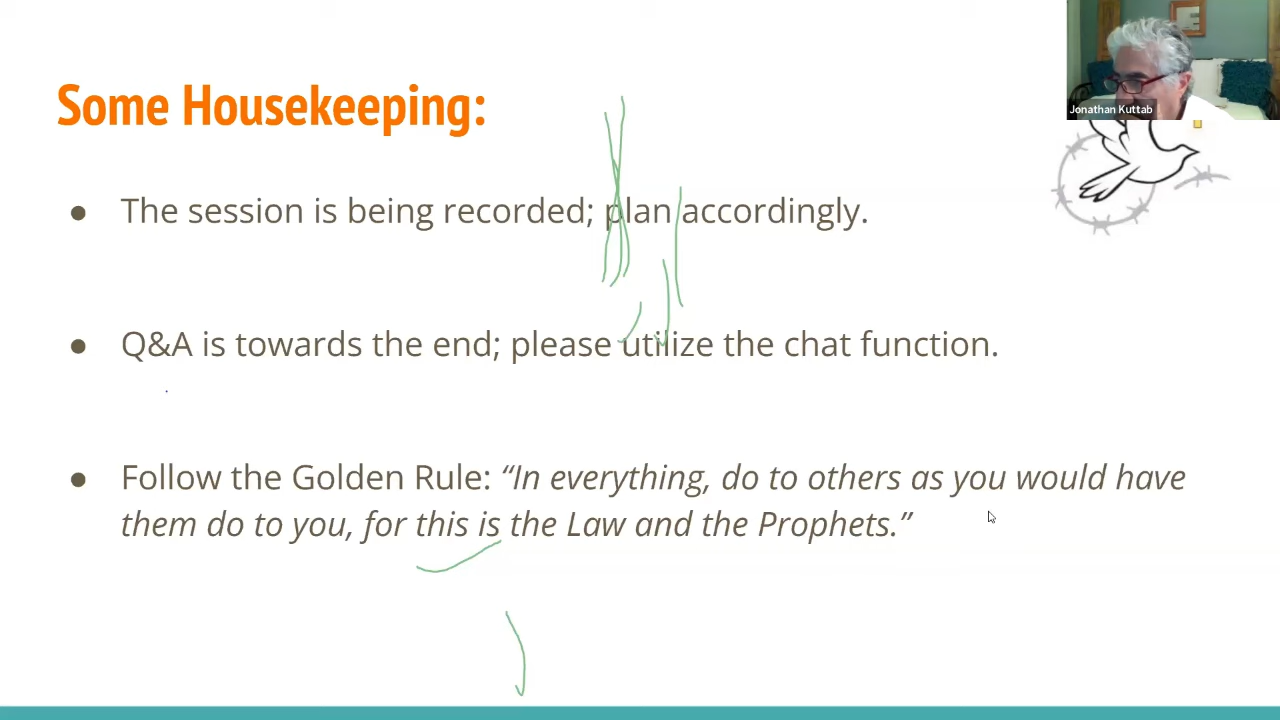 Jonathan Kuttab
Some Housekeeping:
● The session is being recorded; plan accordingly.
● Q&A is towards the end; please utilize the chat function.
● Follow the Golden Rule: “In everything, do to others as you would have
them do to you, for this is the Law and the Prophets.”